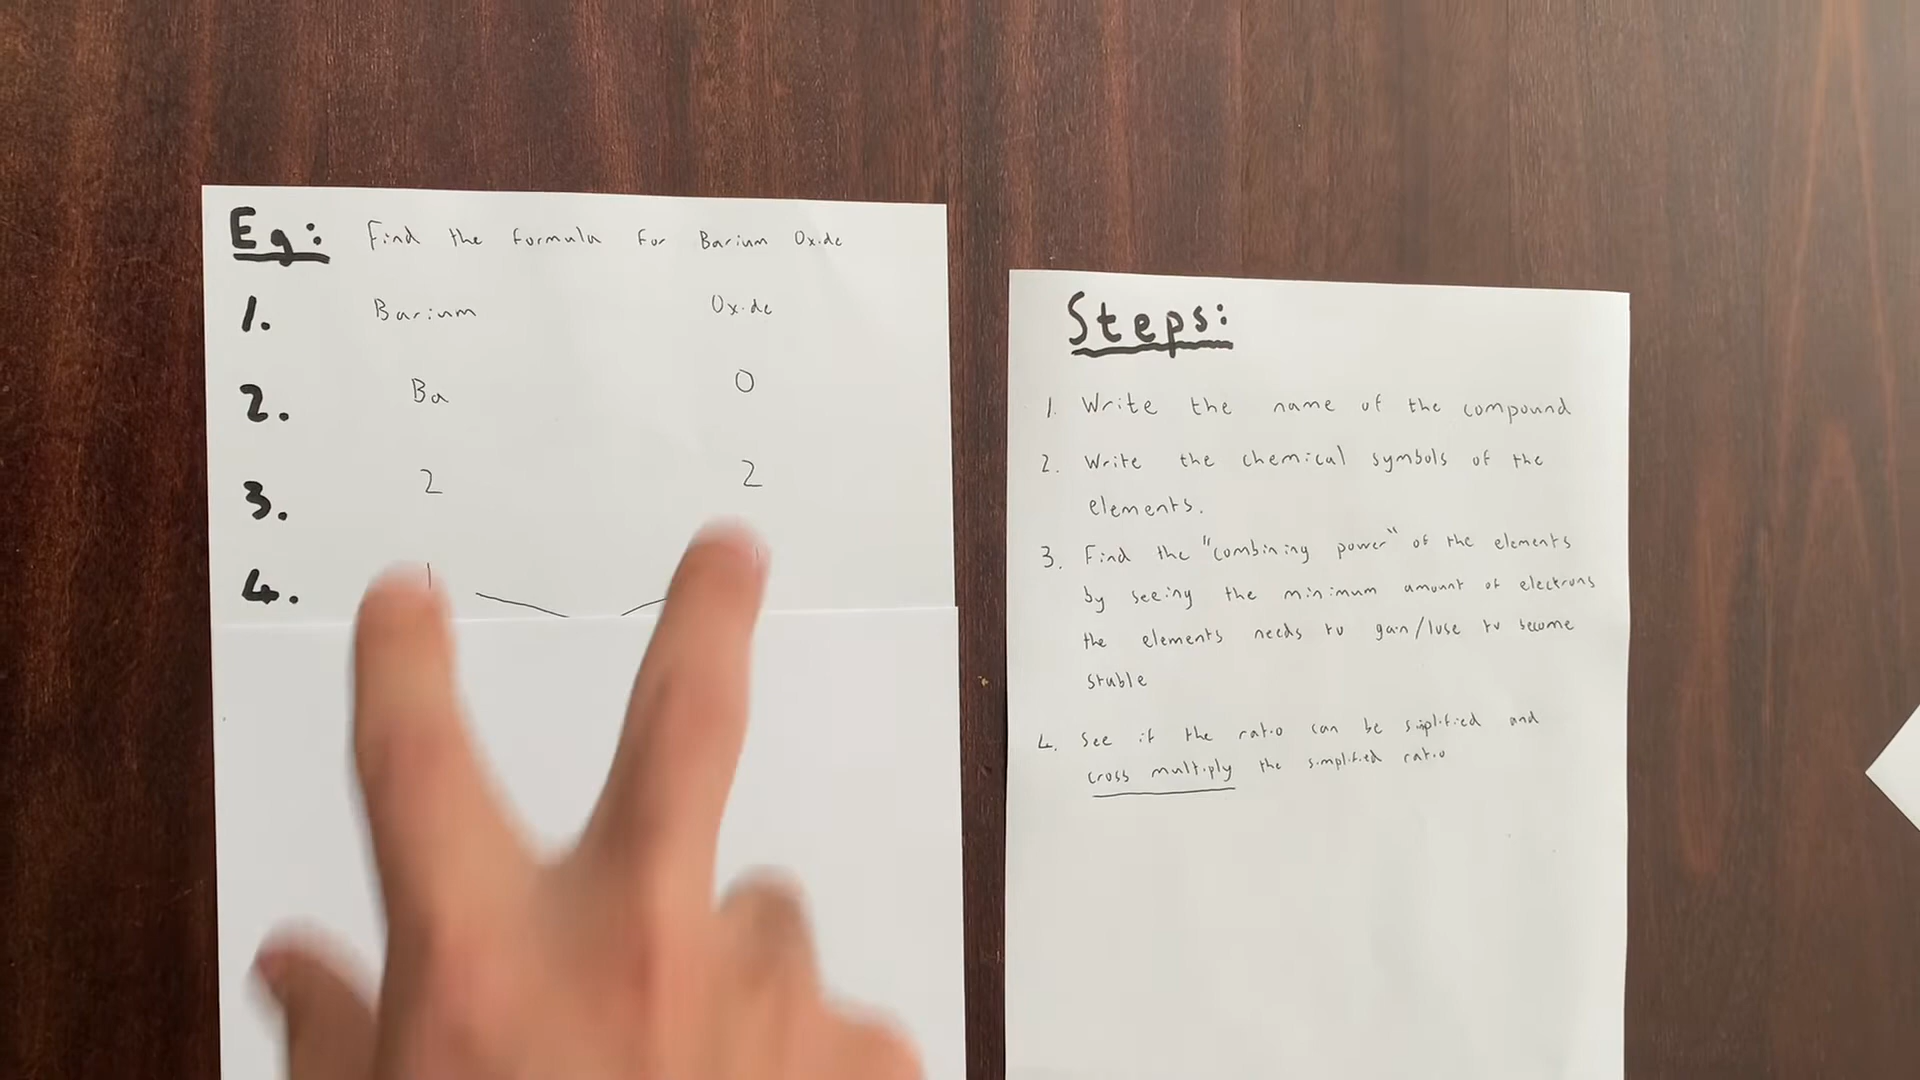 Eg: Find the formula for Barium Oxide
1. Barium Oxide
2. Ba O
3. 2 2
4. 1 1
Steps:
1. Write the name of the compound
2. Write the chemical symbols of the
elements.
3. Find the "combining power" of the elements
by seeing the minimum amount of electrons
the elements needs to gain/lose to become
stable
4. See if the ratio can be simplified and
cross multiply the simplified ratio